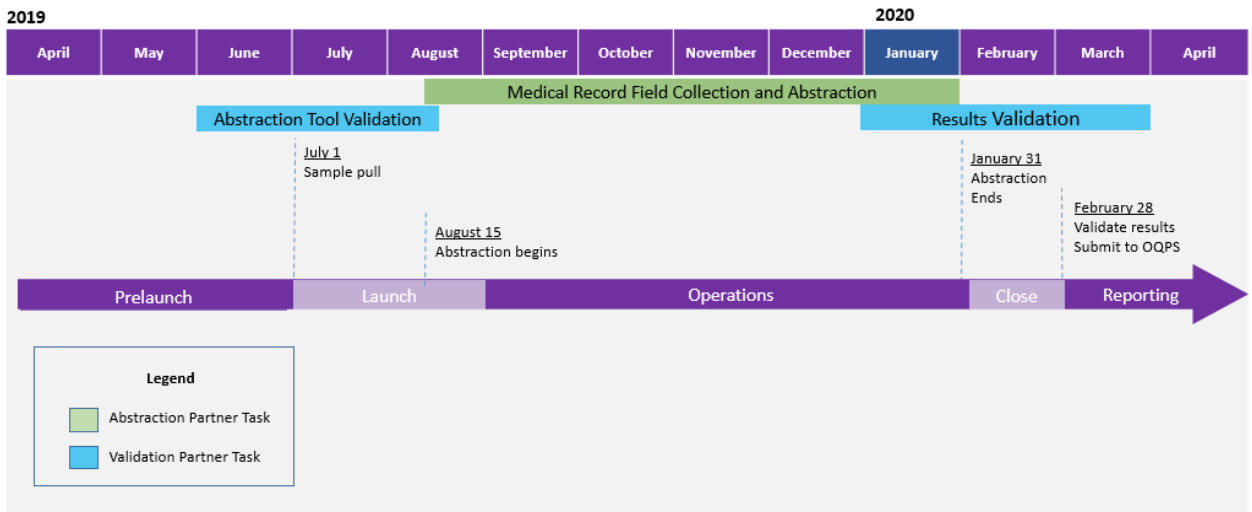 2019
2020
April May June July August September October November December January February March April
Medical Record Field Collection and Abstraction
Abstraction Tool Validation
Results Validation
July 1
Sample pull
August 15
Abstraction begins
January 31
Abstraction
Ends
February 28
Validate results
Submit to OQPS
Prelaunch Launch Operations Close Reporting
Legend
Abstraction Partner Task
Validation Partner Task